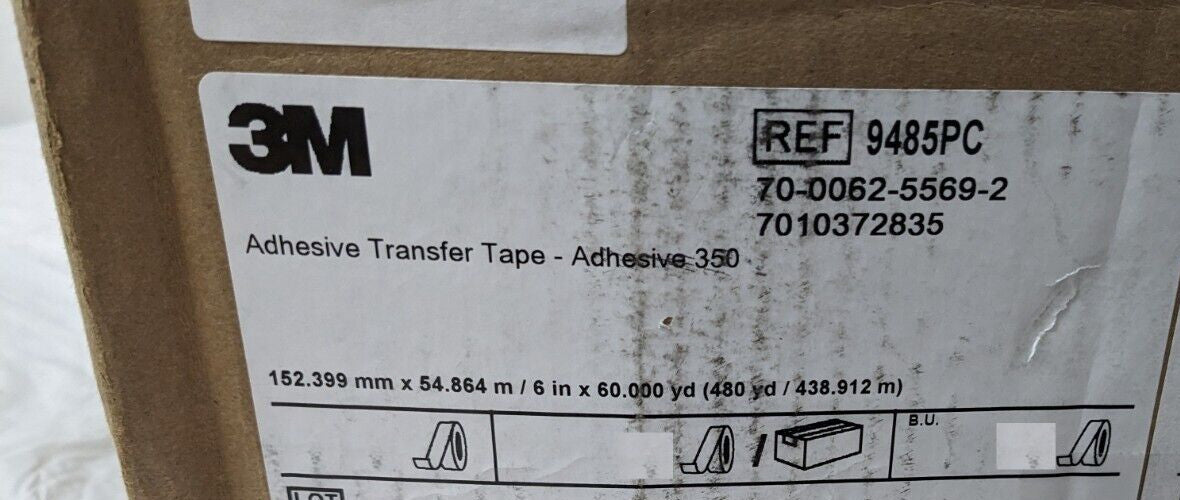 3M
REF 9485PC
70-0062-5569-2
7010372835
Adhesive Transfer Tape - Adhesive 350
152.399 mm x 54.864 m / 6 in x 60.000 yd (480 yd / 438.912 m)
/
B.U.
LOT